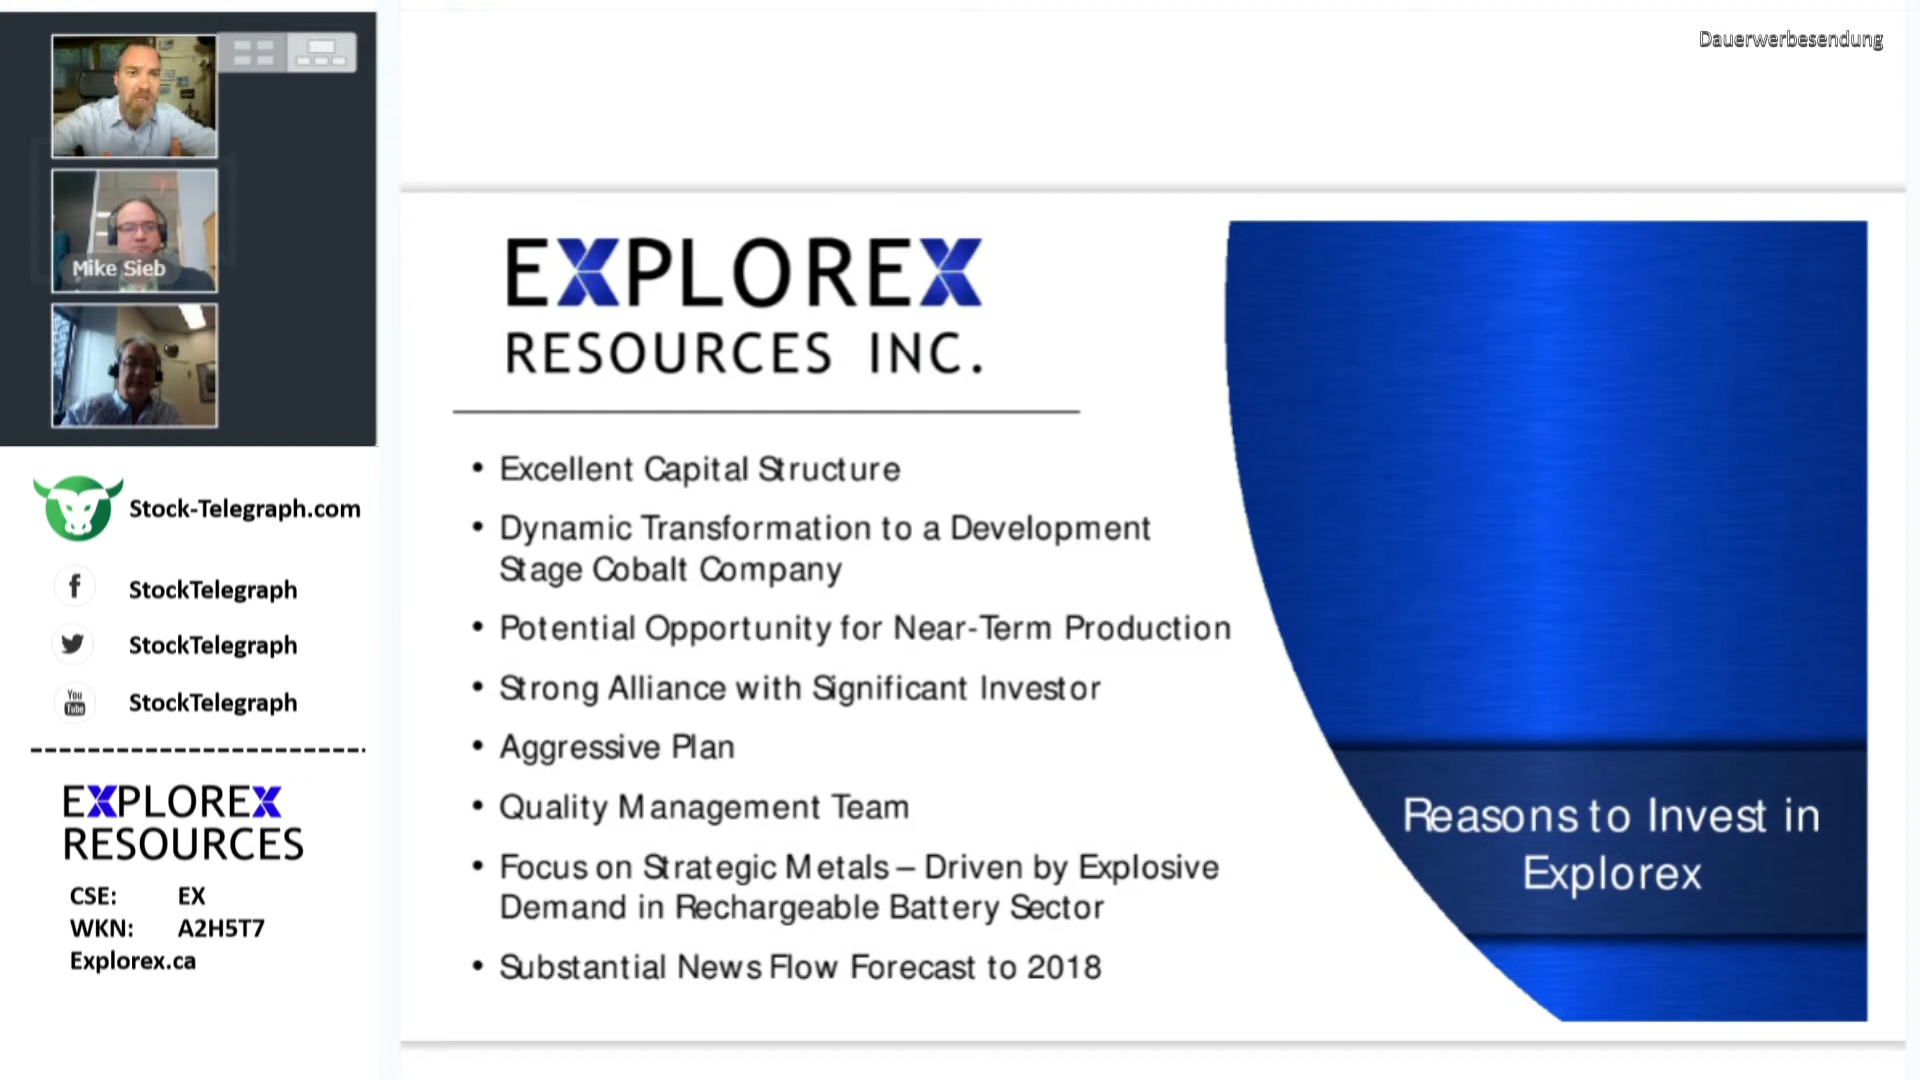 Dauerwerbesendung
Mike Sieb
Stock-Telegraph.com
f
StockTelegraph
StockTelegraph
You
Tube
StockTelegraph
EXPLOREX
RESOURCES
CSE: EX
WKN: A2H5T7
Explorex.ca
EXPLOREX
RESOURCES INC.
• Excellent Capital Structure
• Dynamic Transformation to a Development
Stage Cobalt Company
• Potential Opportunity for Near-Term Production
• Strong Alliance with Significant Investor
• Aggressive Plan
• Quality Management Team
• Focus on Strategic Metals – Driven by Explosive
Demand in Rechargeable Battery Sector
• Substantial News Flow Forecast to 2018
Reasons to Invest in
Explorex